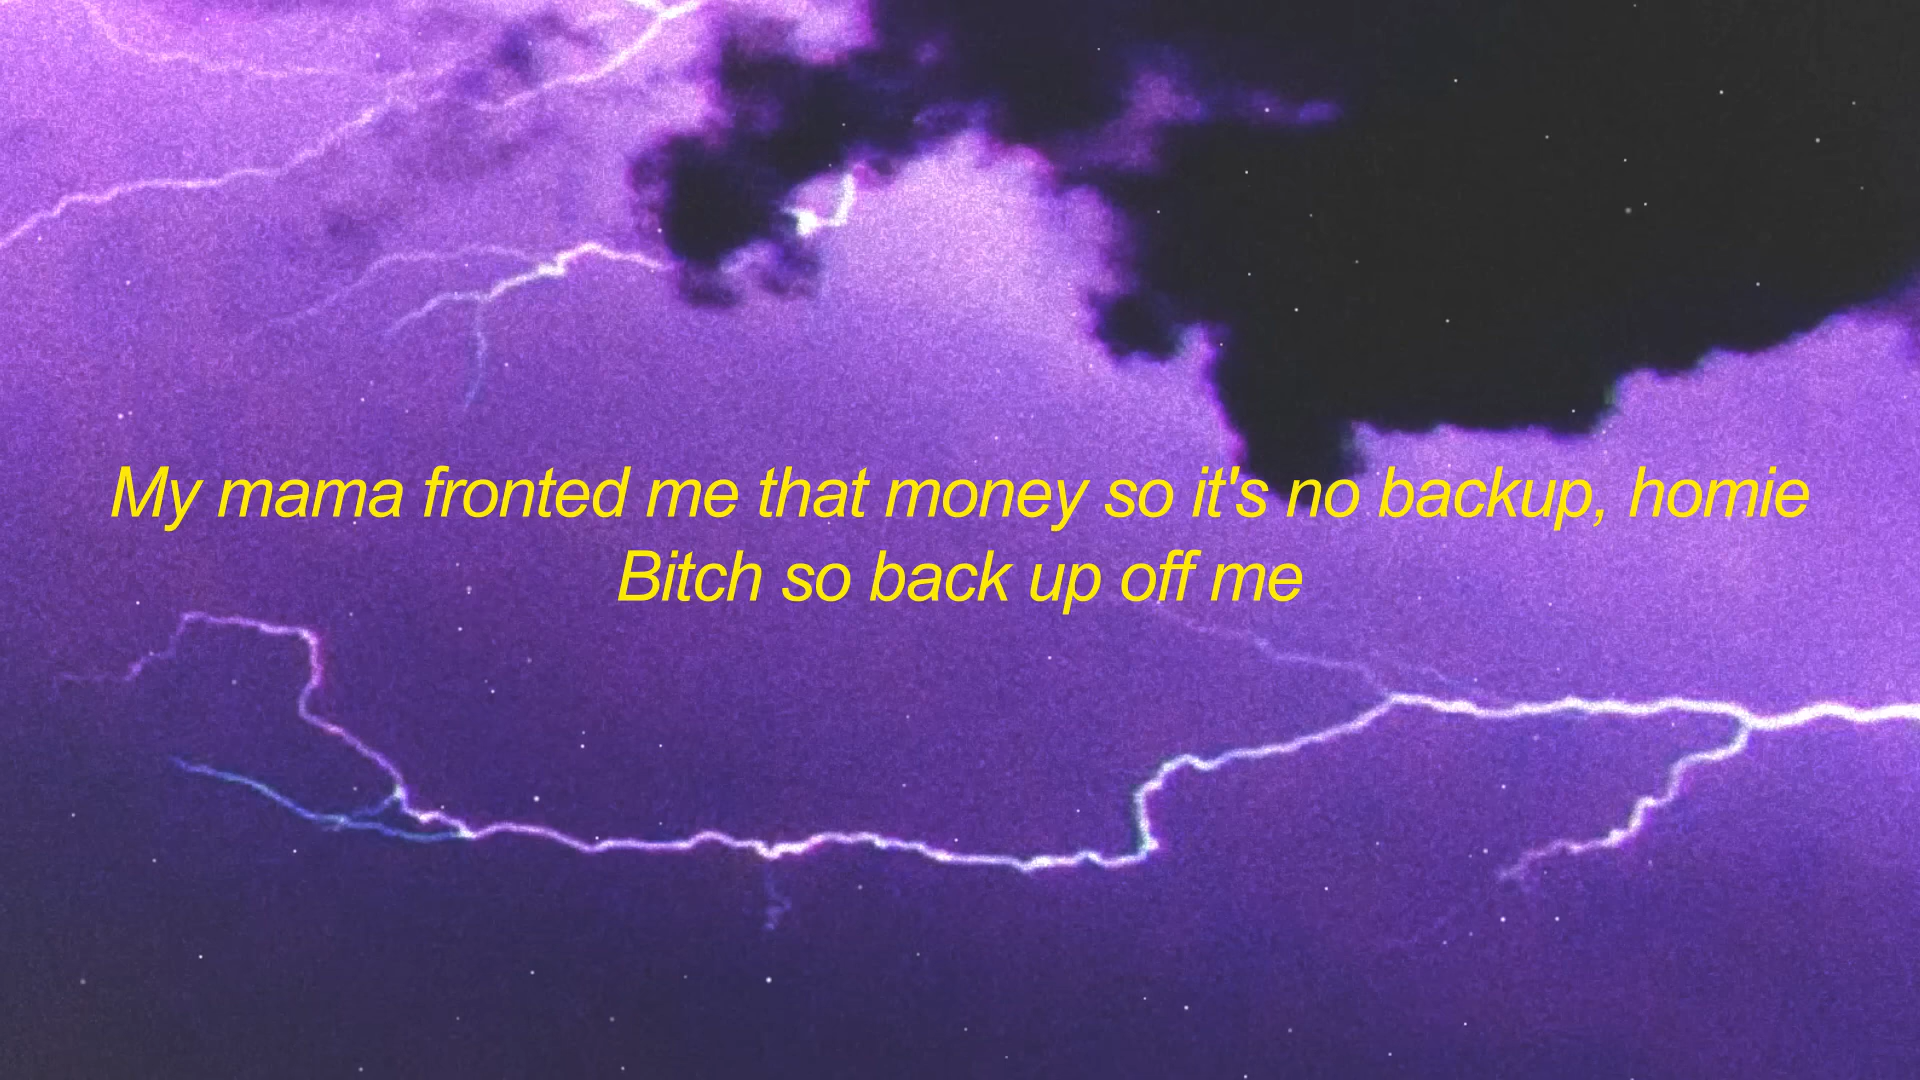 My mama fronted me that money so it's no backup, homie
Bitch so back up off me